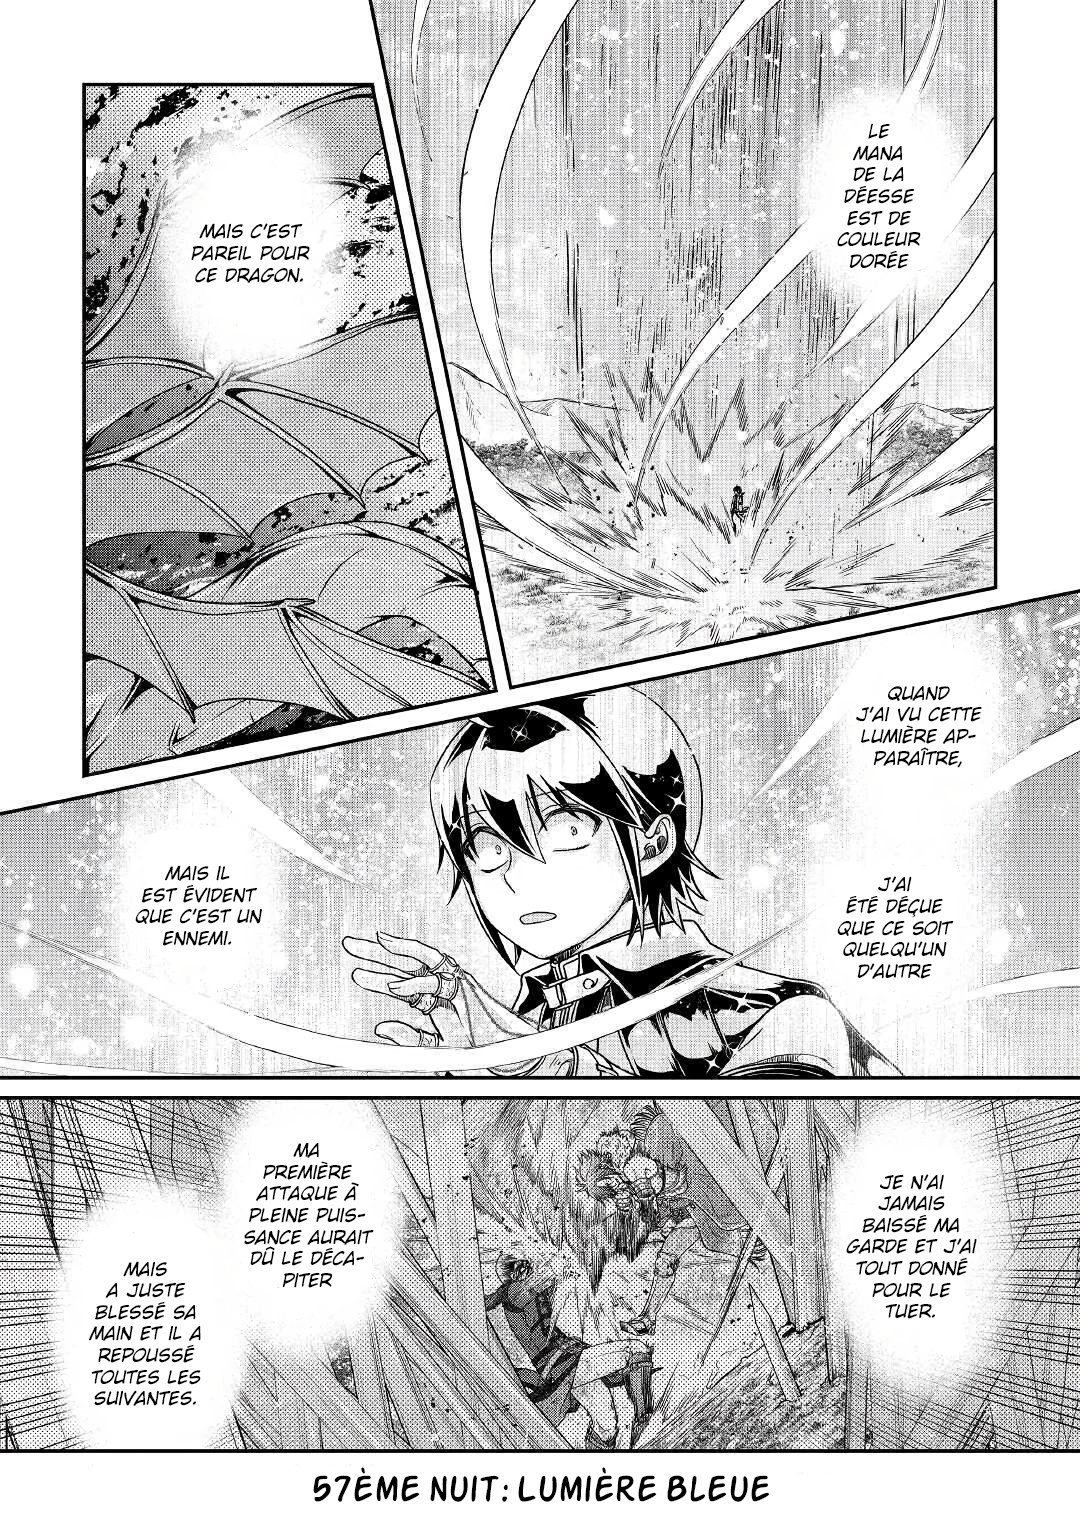 LE
MANA
DE LA
DÉESSE
EST DE
COULEUR
DORÉE
MAIS C'EST
PAREIL POUR
CE DRAGON.
QUAND
J'AI VU CETTE
LUMIÈRE AP-
PARAÎTRE,
J'AI
ÉTÉ DÉÇUE
QUE CE SOIT
QUELQU'UN
D'AUTRE
MAIS IL
EST ÉVIDENT
QUE C'EST UN
ENNEMI.
JE N'AI
JAMAIS
BAISSÉ MA
GARDE ET J'AI
TOUT DONNÉ
POUR LE
TUER.
MA
PREMIÈRE
ATTAQUE À
PLEINE PUIS-
SANCE AURAIT
DÛ LE DÉCA-
PITER
MAIS
A JUSTE
BLESSÉ SA
MAIN ET IL A
REPOUSSÉ
TOUTES LES
SUIVANTES.
57ÈME NUIT: LUMIÈRE BLEUE